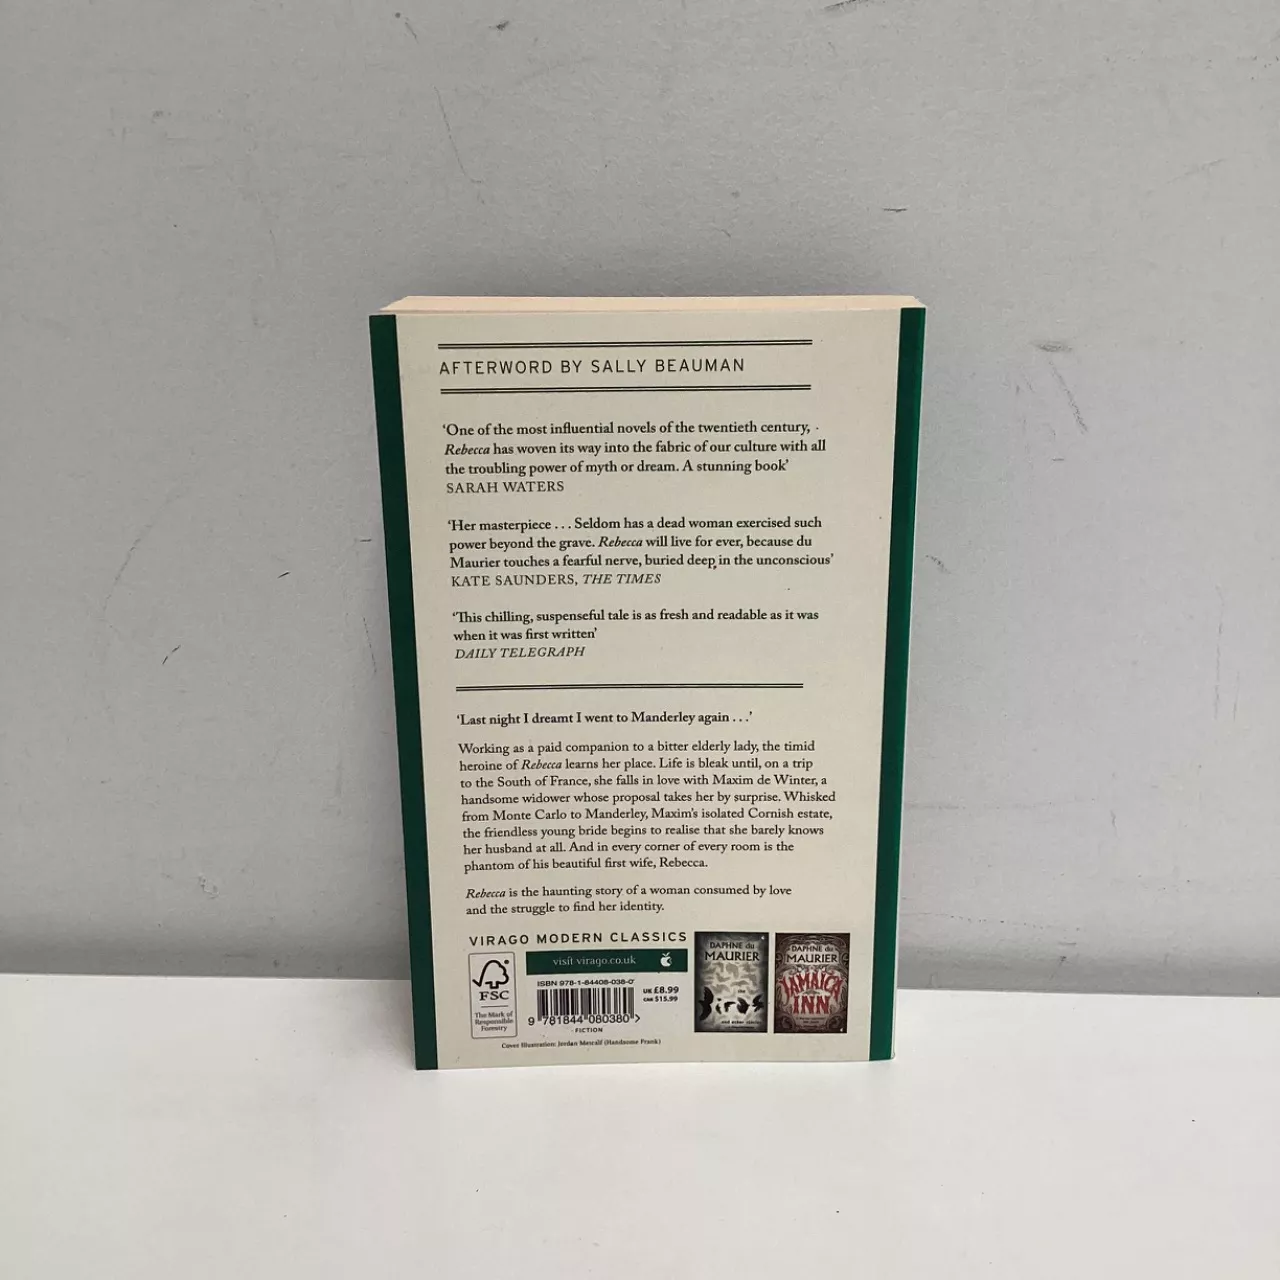 AFTERWORD BY SALLY BEAUMAN
‘One of the most influential novels of the twentieth century,
Rebecca has woven its way into the fabric of our culture with all
the troubling power of myth or dream. A stunning book’
SARAH WATERS
‘Her masterpiece ... Seldom has a dead woman exercised such
power beyond the grave. Rebecca will live for ever, because du
Maurier touches a fearful nerve, buried deep in the unconscious’
KATE SAUNDERS, THE TIMES
‘This chilling, suspenseful tale is as fresh and readable as it was
when it was first written’
DAILY TELEGRAPH
‘Last night I dreamt I went to Manderley again ...’
Working as a paid companion to a bitter elderly lady, the timid
heroine of Rebecca learns her place. Life is bleak until, on a trip
to the South of France, she falls in love with Maxim de Winter, a
handsome widower whose proposal takes her by surprise. Whisked
from Monte Carlo to Manderley, Maxim's isolated Cornish estate,
the friendless young bride begins to realise that she barely knows
her husband at all. And in every corner of every room is the
phantom of his beautiful first wife, Rebecca.
Rebecca is the haunting story of a woman consumed by love
and the struggle to find her identity.
VIRAGO MODERN CLASSICS
visit virago.co.uk
FSC
The Mark of
Responsible
Forestry
ISBN 978-1-84408-038-0
9 781844 080380 >
UK £8.99
CAN $15.99
FICTION
Cover Illustration: Jordan Metcalf (Handsome Frank)
DAPHNE du
MAURIER
the
Birds
and other stories
DAPHNE du
MAURIER
JAMAICA
INN